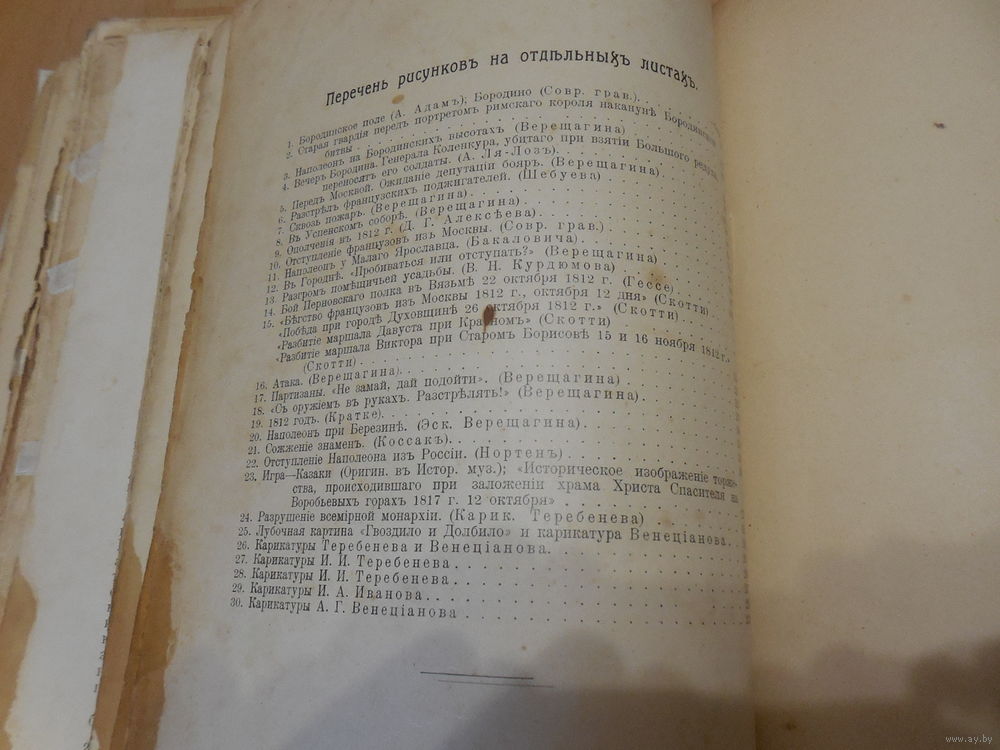 Перечень рисунковъ на отдѣльныхъ листахъ.
1. Бородинское поле (А. Адамъ); Бородино (Совр. грав.).
2. Старая гвардія передъ портретомъ римскаго короля наканунѣ Бородинской
битвы
3. Наполеонъ на Бородинскихъ высотахъ (Верещагина)
4. Вечеръ Бородина. Генерала Коленкура, убитаго при взятіи Большого редута,
переносятъ его солдаты. (А. Ля-Лозъ).
5. Передъ Москвой. Ожиданіе депутаціи бояръ. (Верещагина)
6. Разстрѣлъ французскихъ поджигателей. (Шебуева)
7. Сквозь пожаръ. (Верещагина)
8. Въ Успенскомъ соборѣ. (Верещагина)
9. Ополченія въ 1812 г. (Д. Г. Алексѣева)
10. Отступленіе французовъ изъ Москвы. (Совр. грав.)
11. Наполеонъ у Малаго Ярославца. (Бакаловича)
12. Въ Городнѣ. «Пробиваться или отступать?» (Верещагина)
13. Разгромъ помѣщичьей усадьбы. (В. Н. Курдюмова)
14. Бой Перновскаго полка въ Вязьмѣ 22 октября 1812 г. (Гессе)
15. «Бѣгство французовъ изъ Москвы 1812 г., октября 12 дня» (Скотти)
«Побѣда при городѣ Духовщинѣ 26 октября 1812 г.» (Скотти)
«Разбитіе маршала Давуста при Красномъ» (Скотти)
«Разбитіе маршала Виктора при Старомъ Борисовѣ 15 и 16 ноября 1812 г.»
(Скотти)
16. Атака. (Верещагина).
17. Партизаны. «Не замай, дай подойти». (Верещагина)
18. «Съ оружіемъ въ рукахъ. Разстрѣлять!» (Верещагина)
19. 1812 годъ. (Кратке).
20. Наполеонъ при Березинѣ. (Эск. Верещагина)
21. Сожженіе знаменъ. (Коссакъ).
22. Отступленіе Наполеона изъ Россіи. (Нортенъ)
23. Игра—Казаки (Оригин. въ Истор. муз.); «Историческое изображеніе торже-
ства, происходившаго при заложеніи храма Христа Спасителя на
Воробьевыхъ горахъ 1817 г. 12 октября»
24. Разрушеніе всемірной монархіи. (Карик. Теребенева)
25. Лубочная картина «Гвоздило и Долбило» и карикатура Венеціанова.
26. Карикатуры Теребенева и Венеціанова.
27. Карикатуры И. И. Теребенева
28. Карикатуры И. И. Теребенева
29. Карикатуры И. А. Иванова
30. Карикатуры А. Г. Венеціанова
www.ay.by